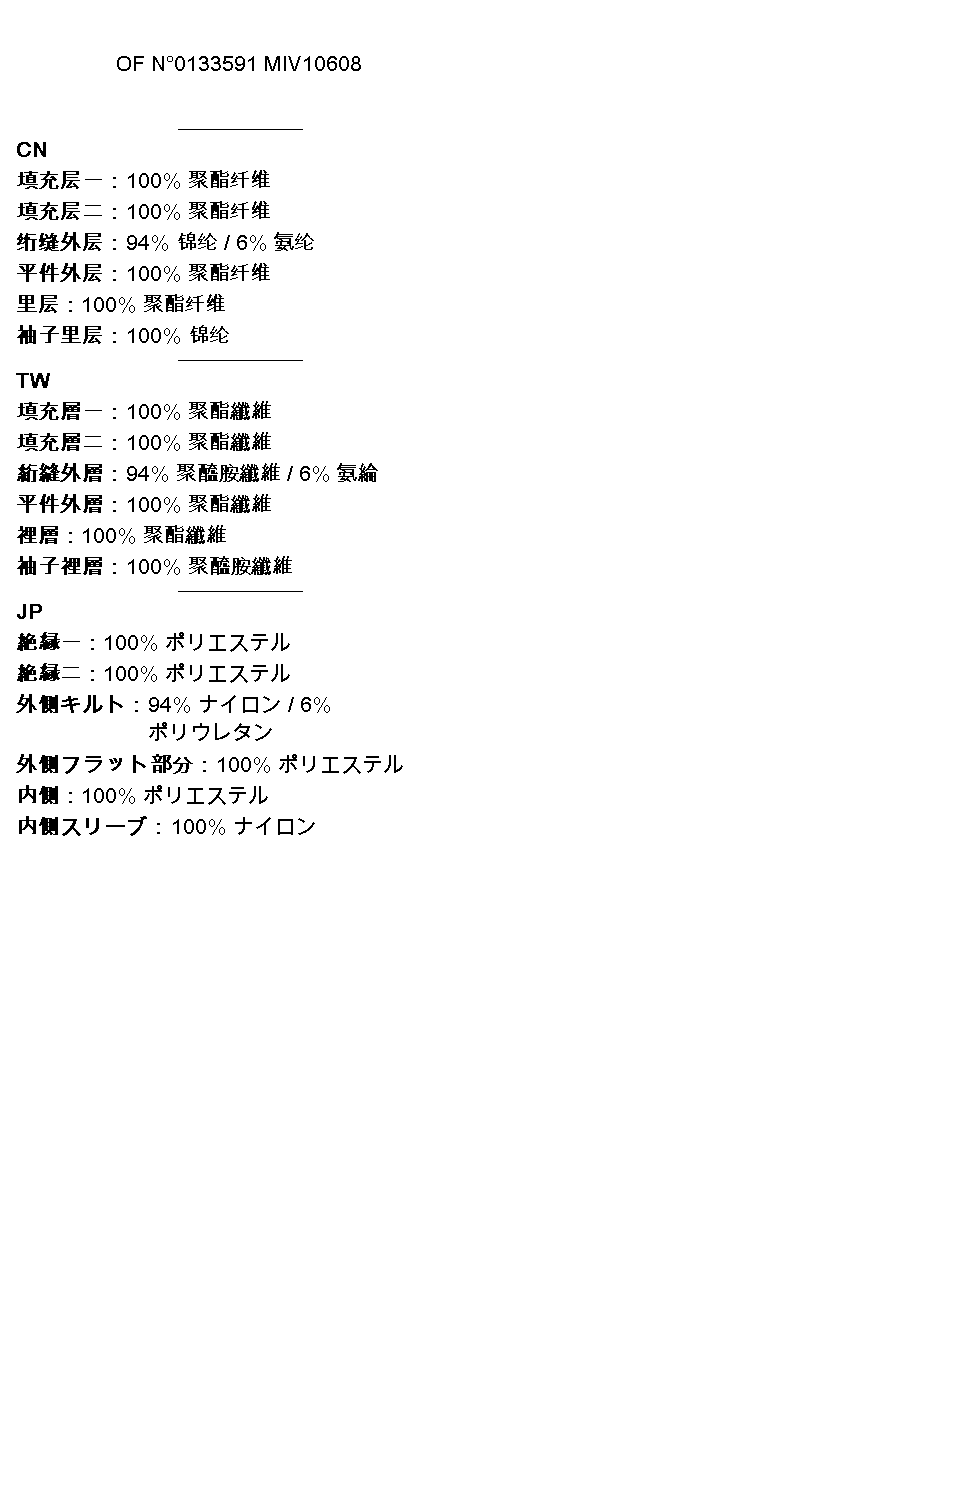 OF N°0133591 MIV10608
CN
填充层一 : 100% 聚酯纤维
填充层二 : 100% 聚酯纤维
绗缝外层 : 94% 锦纶 / 6% 氨纶
平件外层 : 100% 聚酯纤维
里层 : 100% 聚酯纤维
袖子里层 : 100% 锦纶
TW
填充層一 : 100% 聚酯纖維
填充層二 : 100% 聚酯纖維
絎縫外層 : 94% 聚醯胺纖維 / 6% 氨綸
平件外層 : 100% 聚酯纖維
裡層 : 100% 聚酯纖維
袖子裡層 : 100% 聚醯胺纖維
JP
絶縁一 : 100% ポリエステル
絶縁二 : 100% ポリエステル
外側キルト : 94% ナイロン / 6%
ポリウレタン
外側フラット部分 : 100% ポリエステル
内側 : 100% ポリエステル
内側スリーブ : 100% ナイロン